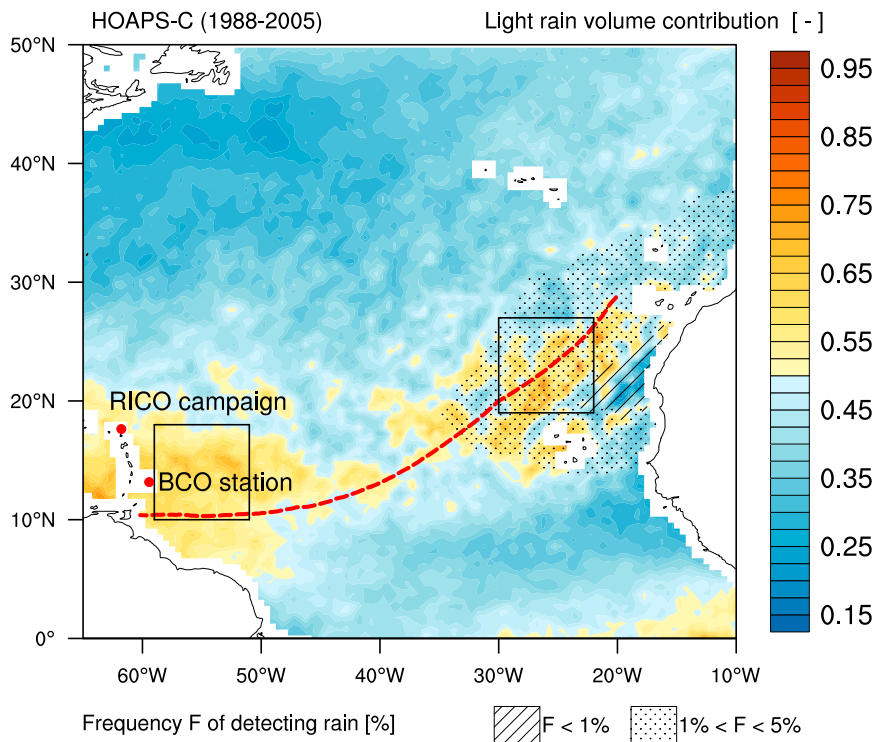 HOAPS-C (1988-2005) Light rain volume contribution [ - ]
50°N
40°N
30°N
20°N
10°N
0°
60°W 50°W 40°W 30°W 20°W 10°W
RICO campaign
BCO station
0.95
0.85
0.75
0.65
0.55
0.45
0.35
0.25
0.15
Frequency F of detecting rain [%] F < 1% 1% < F < 5%